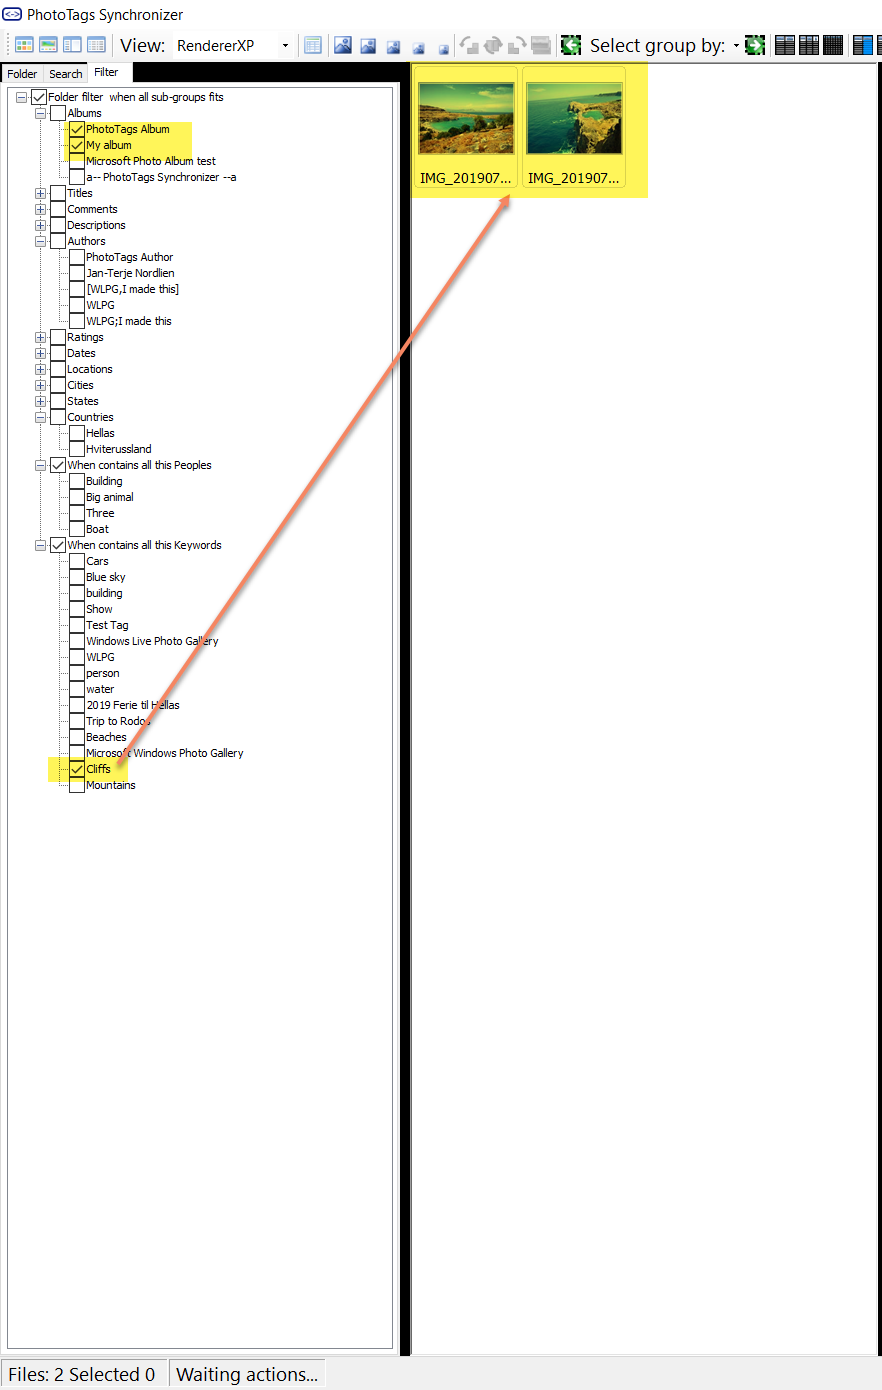 PhotoTags Synchronizer
View: RendererXP Select group by:
Folder Search Filter
Folder filter when all sub-groups fits
Albums
PhotoTags Album
My album
Microsoft Photo Album test
a-- PhotoTags Synchronizer --a
Titles
Comments
Descriptions
Authors
PhotoTags Author
Jan-Terje Nordlien
[WLPG,I made this]
WLPG
WLPG;I made this
Ratings
Dates
Locations
Cities
States
Countries
Hellas
Hviterussland
When contains all this Peoples
Building
Big animal
Three
Boat
When contains all this Keywords
Cars
Blue sky
building
Show
Test Tag
Windows Live Photo Gallery
WLPG
person
water
2019 Ferie til Hellas
Trip to Rodos
Beaches
Microsoft Windows Photo Gallery
Cliffs
Mountains
IMG_201907... IMG_201907...
Files: 2 Selected 0 Waiting actions...